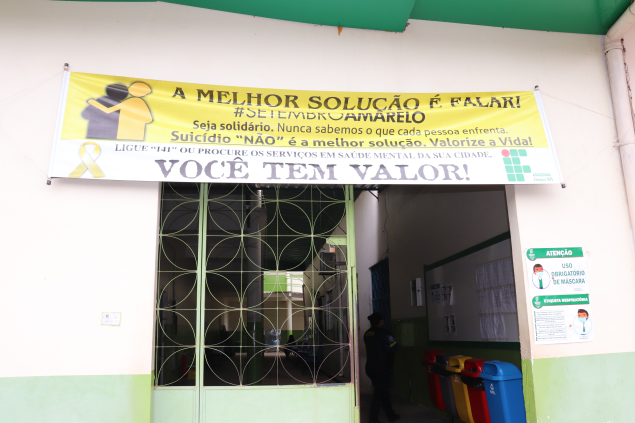 A MELHOR SOLUÇÃO É FALAR!
#SETEMBROAMARELO
Seja solidário. Nunca sabemos o que cada pessoa enfrenta.
Suicídio "NÃO" é a melhor solução. Valorize a Vida!
LIGUE "141" OU PROCURE OS SERVIÇOS EM SAÚDE MENTAL DA SUA CIDADE.
VOCÊ TEM VALOR!
ATENÇÃO
USO
OBRIGATÓRIO
DE MÁSCARA
ETIQUETA RESPIRATÓRIA